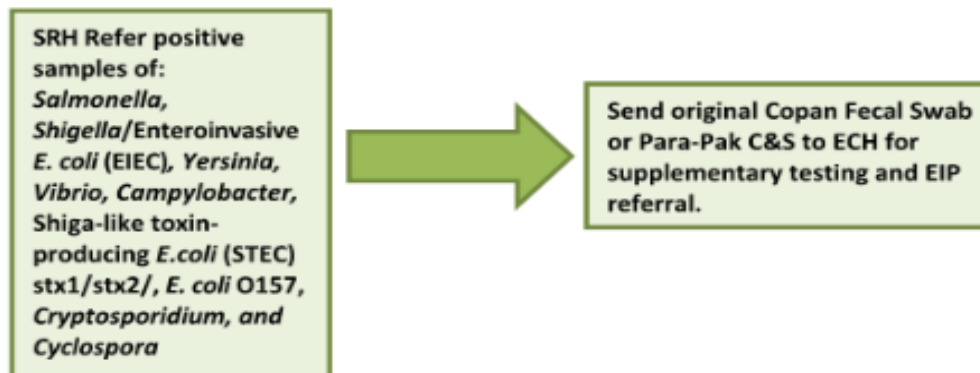 SRH Refer positive
samples of:
Salmonella,
Shigella/Enteroinvasive
E. coli (EIEC), Yersinia,
Vibrio, Campylobacter,
Shiga-like toxin-
producing E.coli (STEC)
stx1/stx2/, E. coli O157,
Cryptosporidium, and
Cyclospora
Send original Copan Fecal Swab
or Para-Pak C&S to ECH for
supplementary testing and EIP
referral.